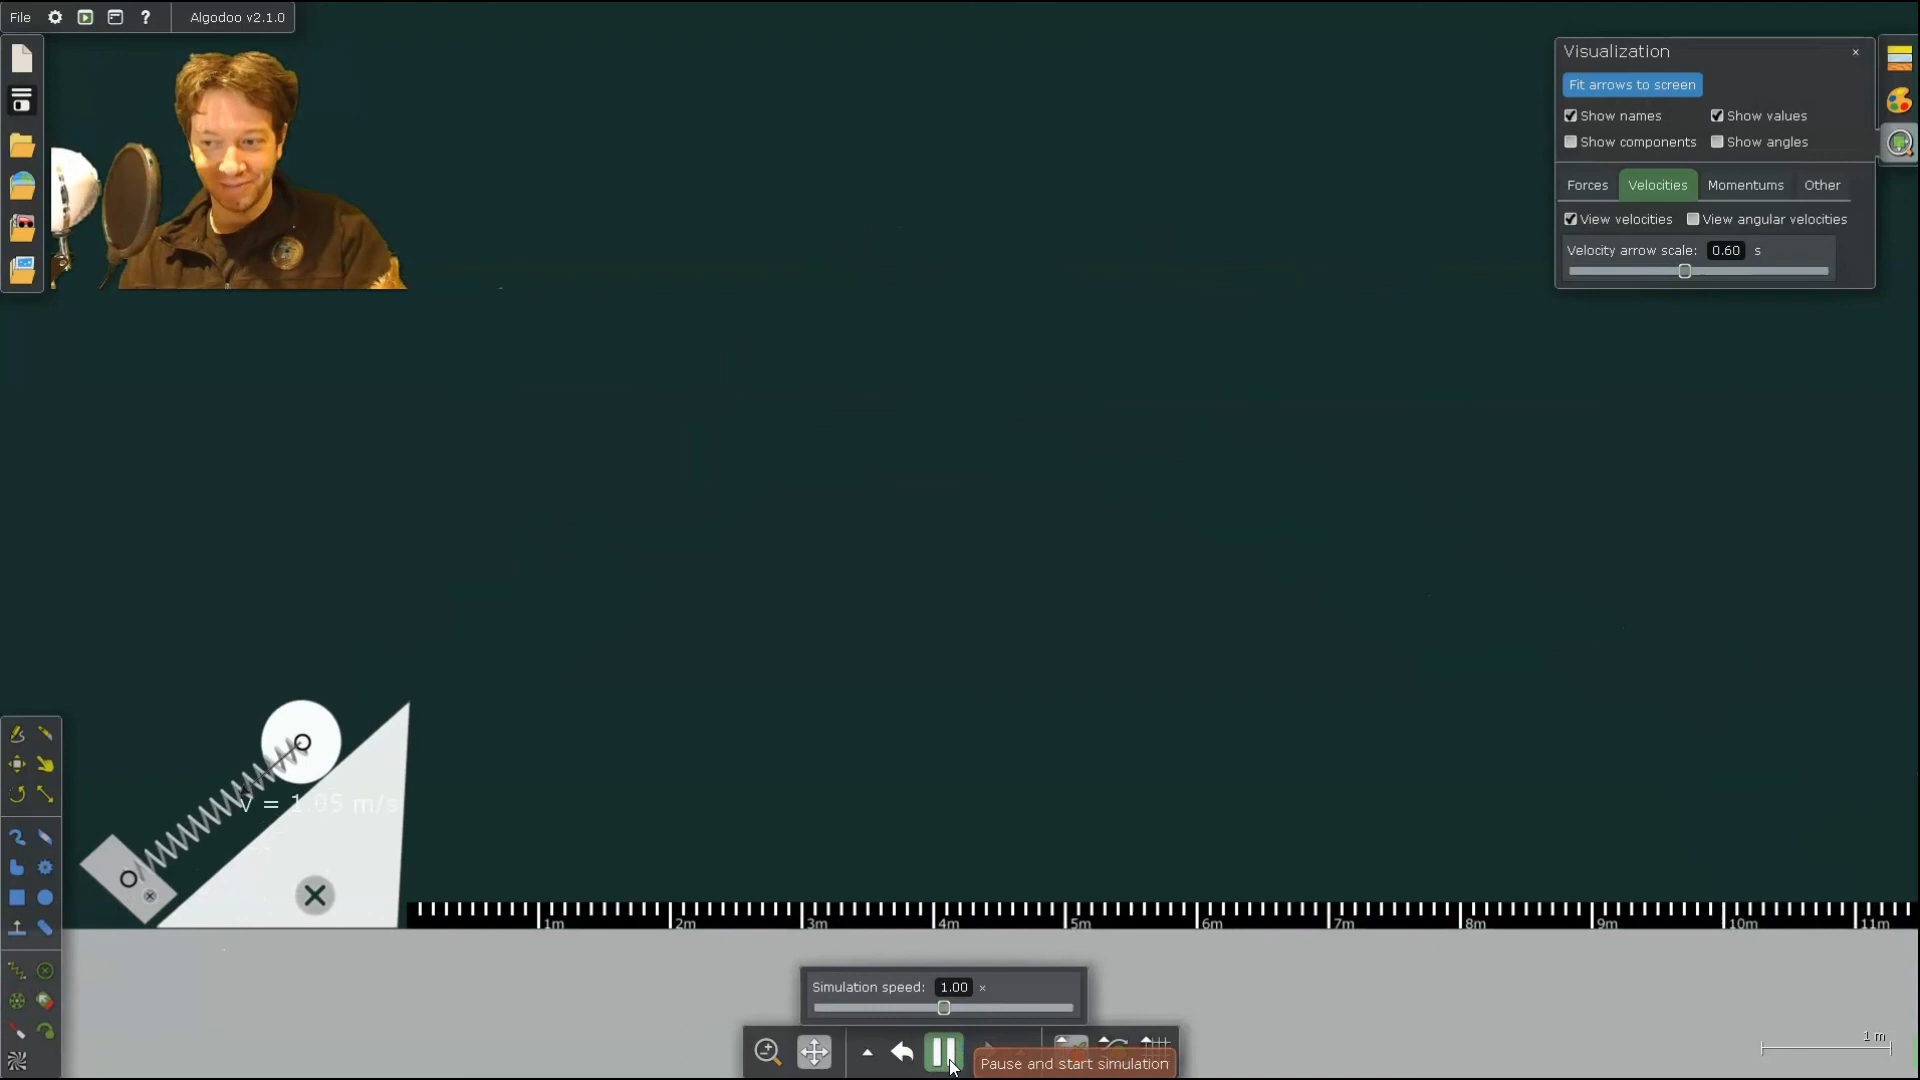 File
? Algodoo v2.1.0
Visualization
×
Fit arrows to screen
Show names
Show values
Show components
Show angles
Forces
Velocities
Momentums
Other
View velocities
View angular velocities
Velocity arrow scale: 0.60 s
v = 1.05 m/s
1m
2m
3m
4m
5m
6m
7m
8m
9m
10m
11m
Simulation speed: 1.00 ×
Pause and start simulation
1 m